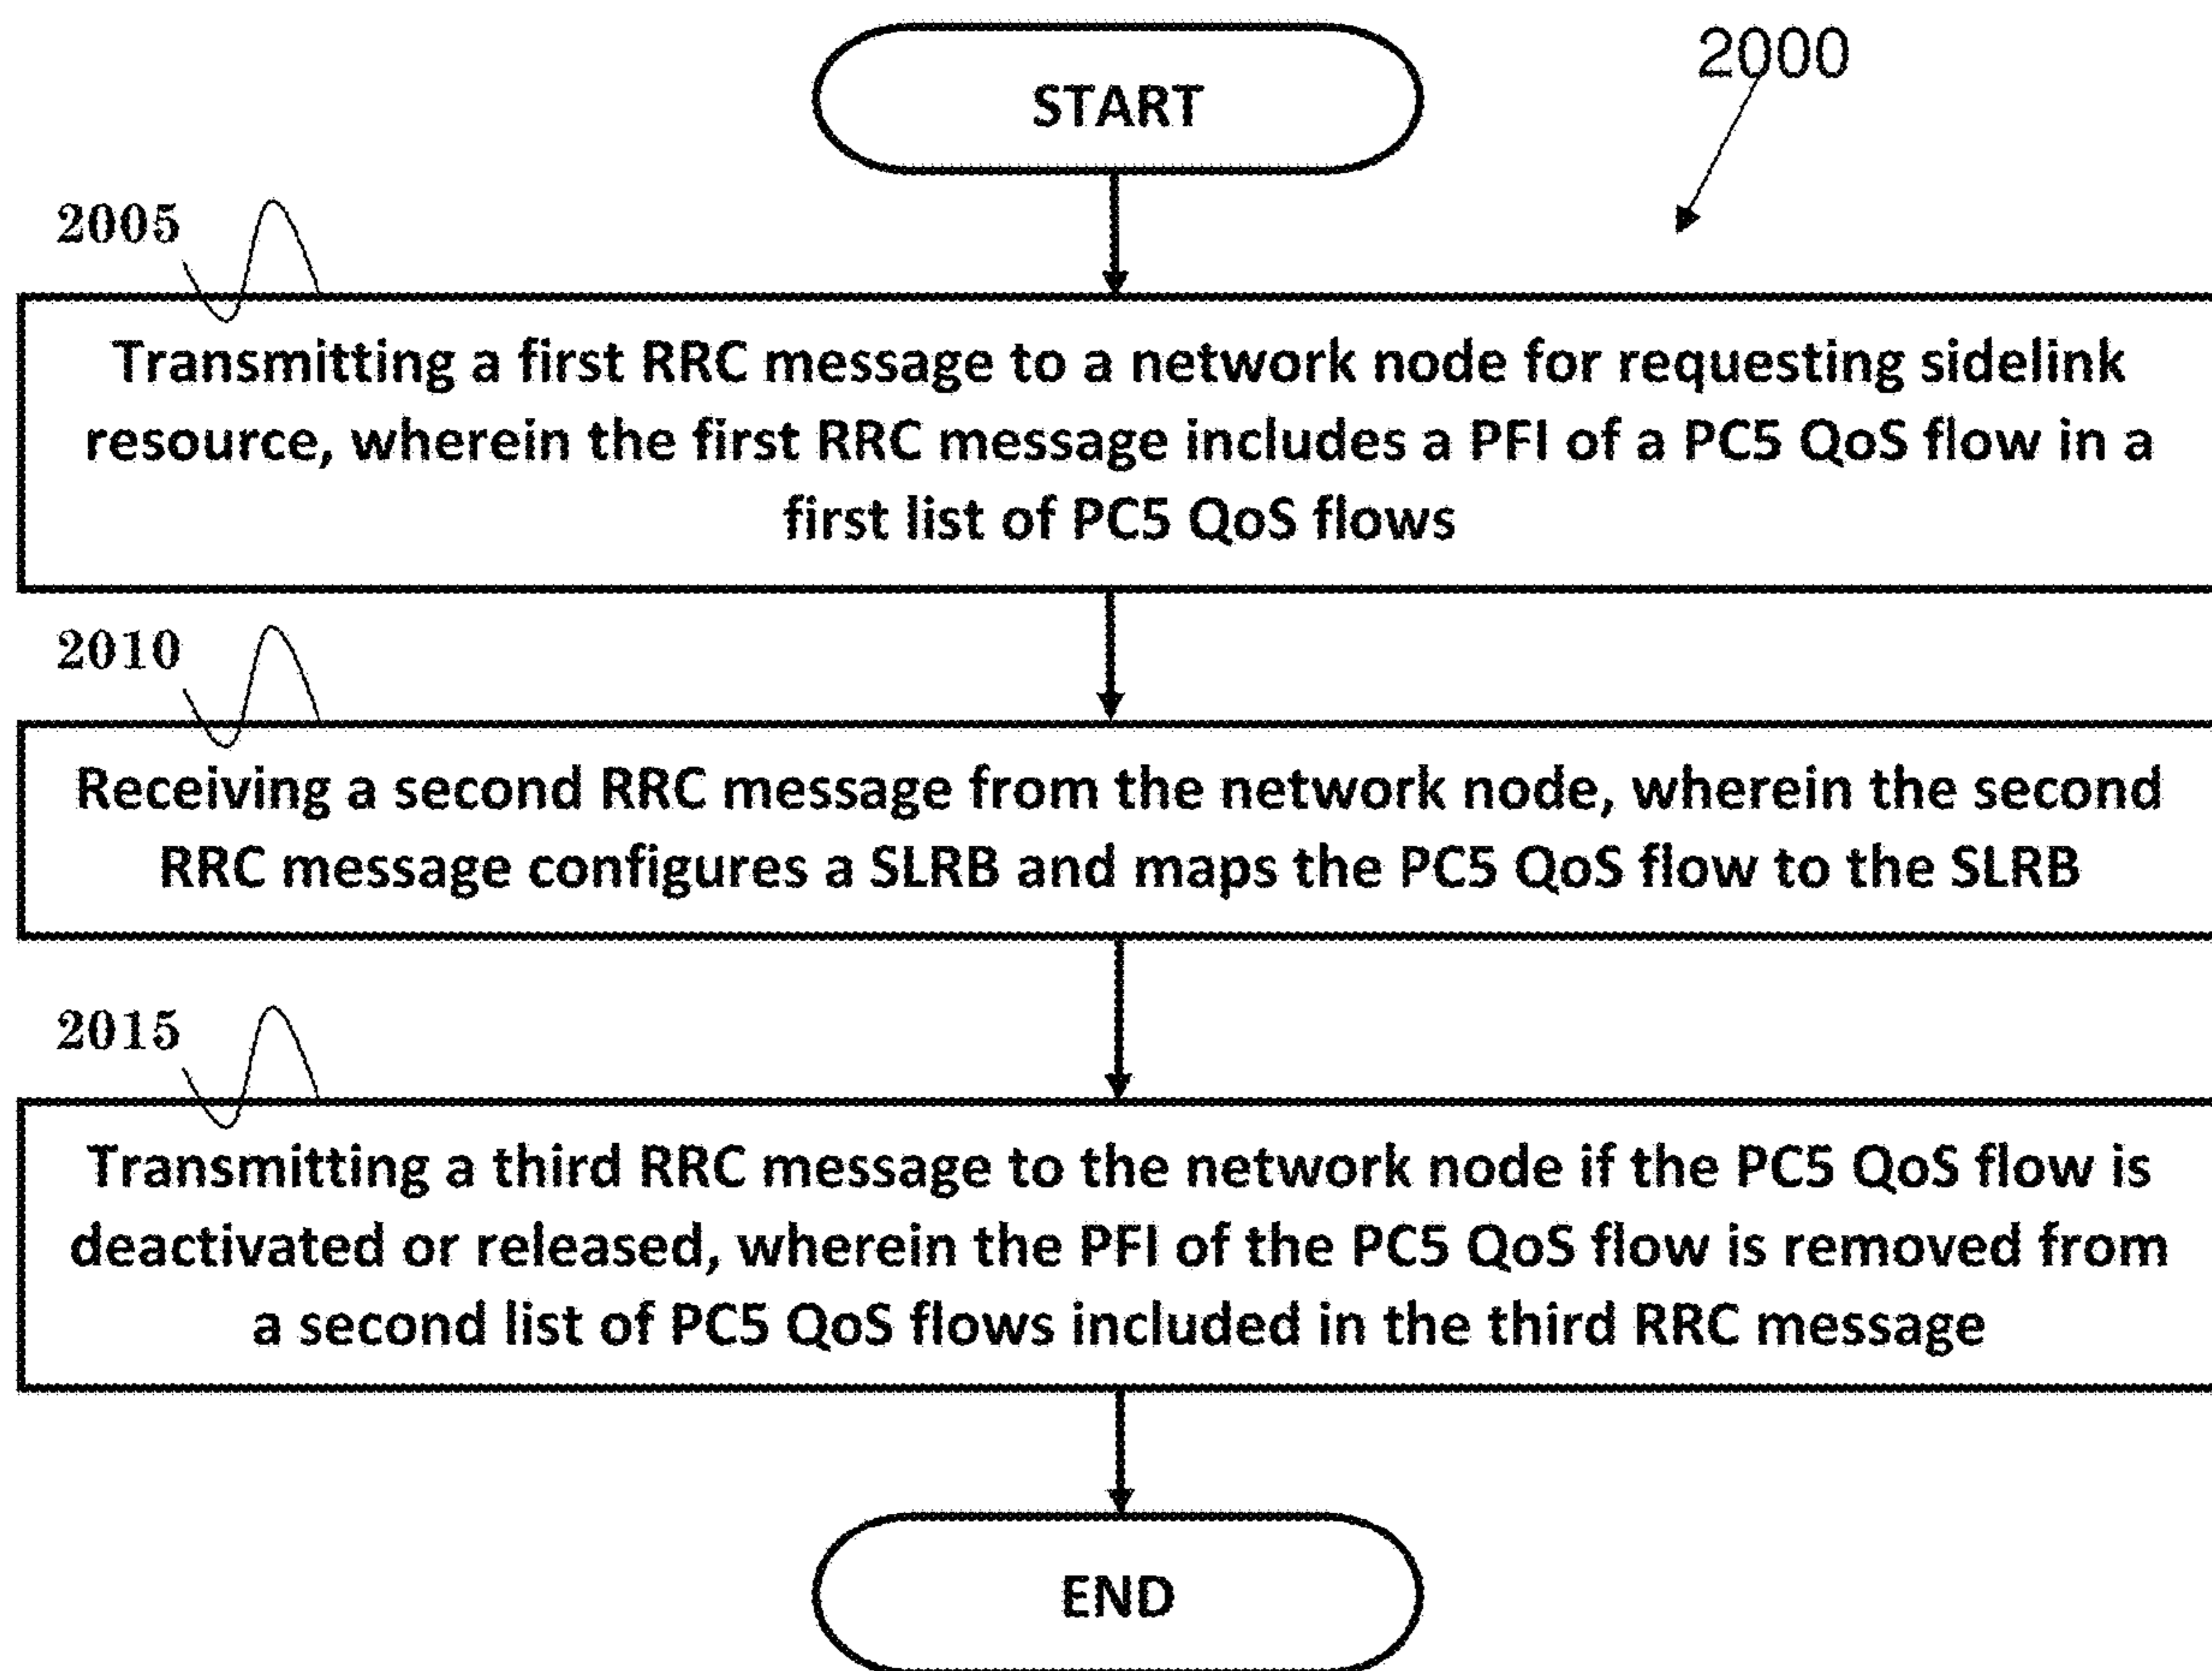 START
2000
2005
Transmitting a first RRC message to a network node for requesting sidelink
resource, wherein the first RRC message includes a PFI of a PC5 QoS flow in a
first list of PC5 QoS flows
2010
Receiving a second RRC message from the network node, wherein the second
RRC message configures a SLRB and maps the PC5 QoS flow to the SLRB
2015
Transmitting a third RRC message to the network node if the PC5 QoS flow is
deactivated or released, wherein the PFI of the PC5 QoS flow is removed from
a second list of PC5 QoS flows included in the third RRC message
END